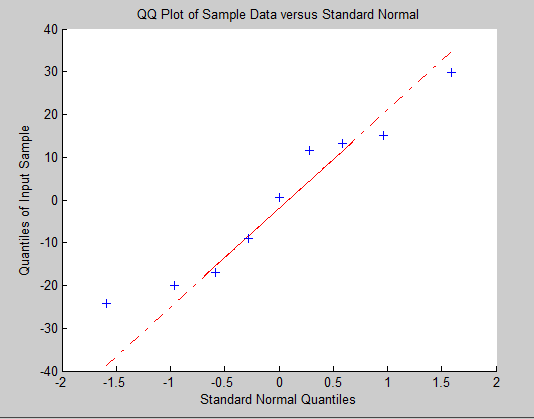 QQ Plot of Sample Data versus Standard Normal
40
30
20
10
0
-10
-20
-30
-40
Quantiles of Input Sample
-2 -1.5 -1 -0.5 0 0.5 1 1.5 2
Standard Normal Quantiles